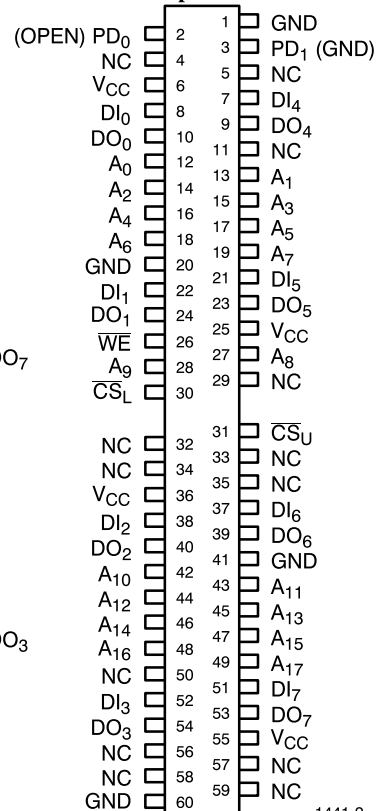 1 GND
(OPEN) PD0 2
3 PD1 (GND)
NC 4
5 NC
VCC 6
7 DI4
DI0 8
9 DO4
DO0 10
11 NC
A0 12
13 A1
A2 14
15 A3
A4 16
17 A5
A6 18
19 A7
GND 20
21 DI5
DI1 22
23 DO5
DO1 24
25 VCC
W̅E̅ 26
27 A8
DO7
A9 28
29 NC
C̅S̅L 30
31 C̅S̅U
NC 32
33 NC
NC 34
35 NC
VCC 36
37 DI6
DI2 38
39 DO6
DO2 40
41 GND
A10 42
43 A11
A12 44
45 A13
A14 46
47 A15
DO3
A16 48
49 A17
NC 50
51 DI7
DI3 52
53 DO7
DO3 54
55 VCC
NC 56
57 NC
NC 58
59 NC
GND 60